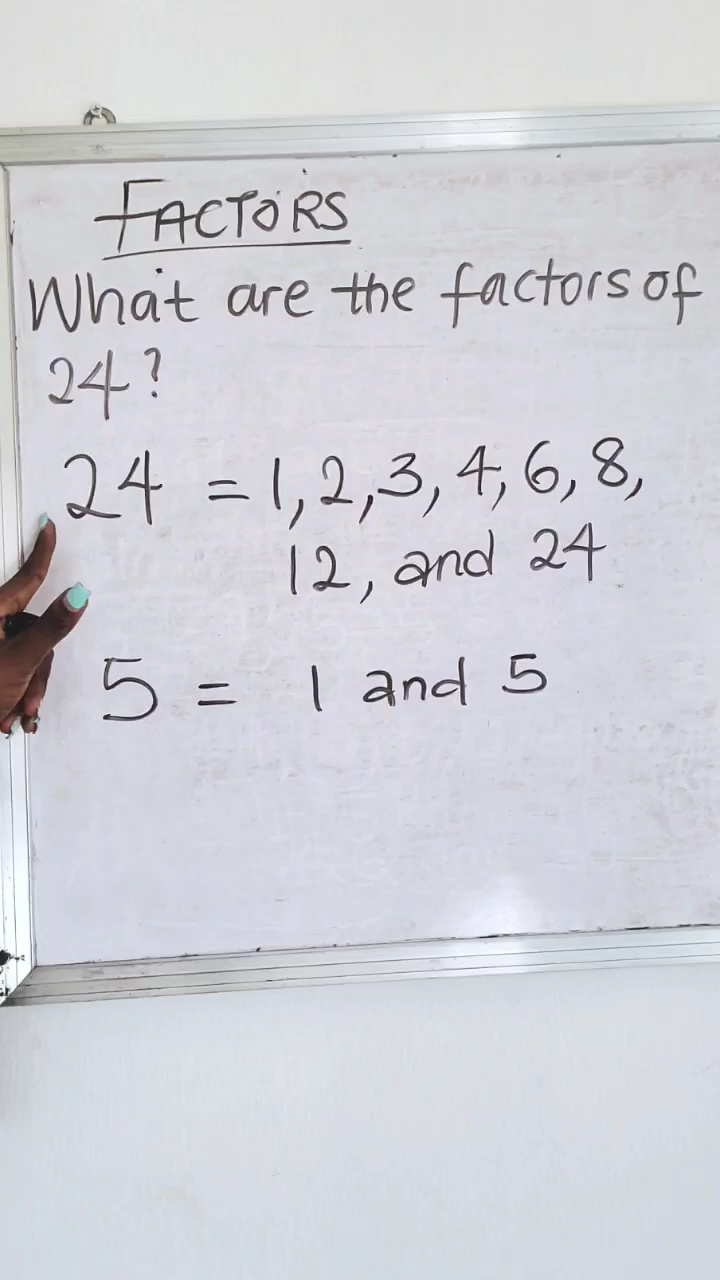 FACTORS
What are the factors of
24?
24 = 1, 2, 3, 4, 6, 8,
12, and 24
5 = 1 and 5